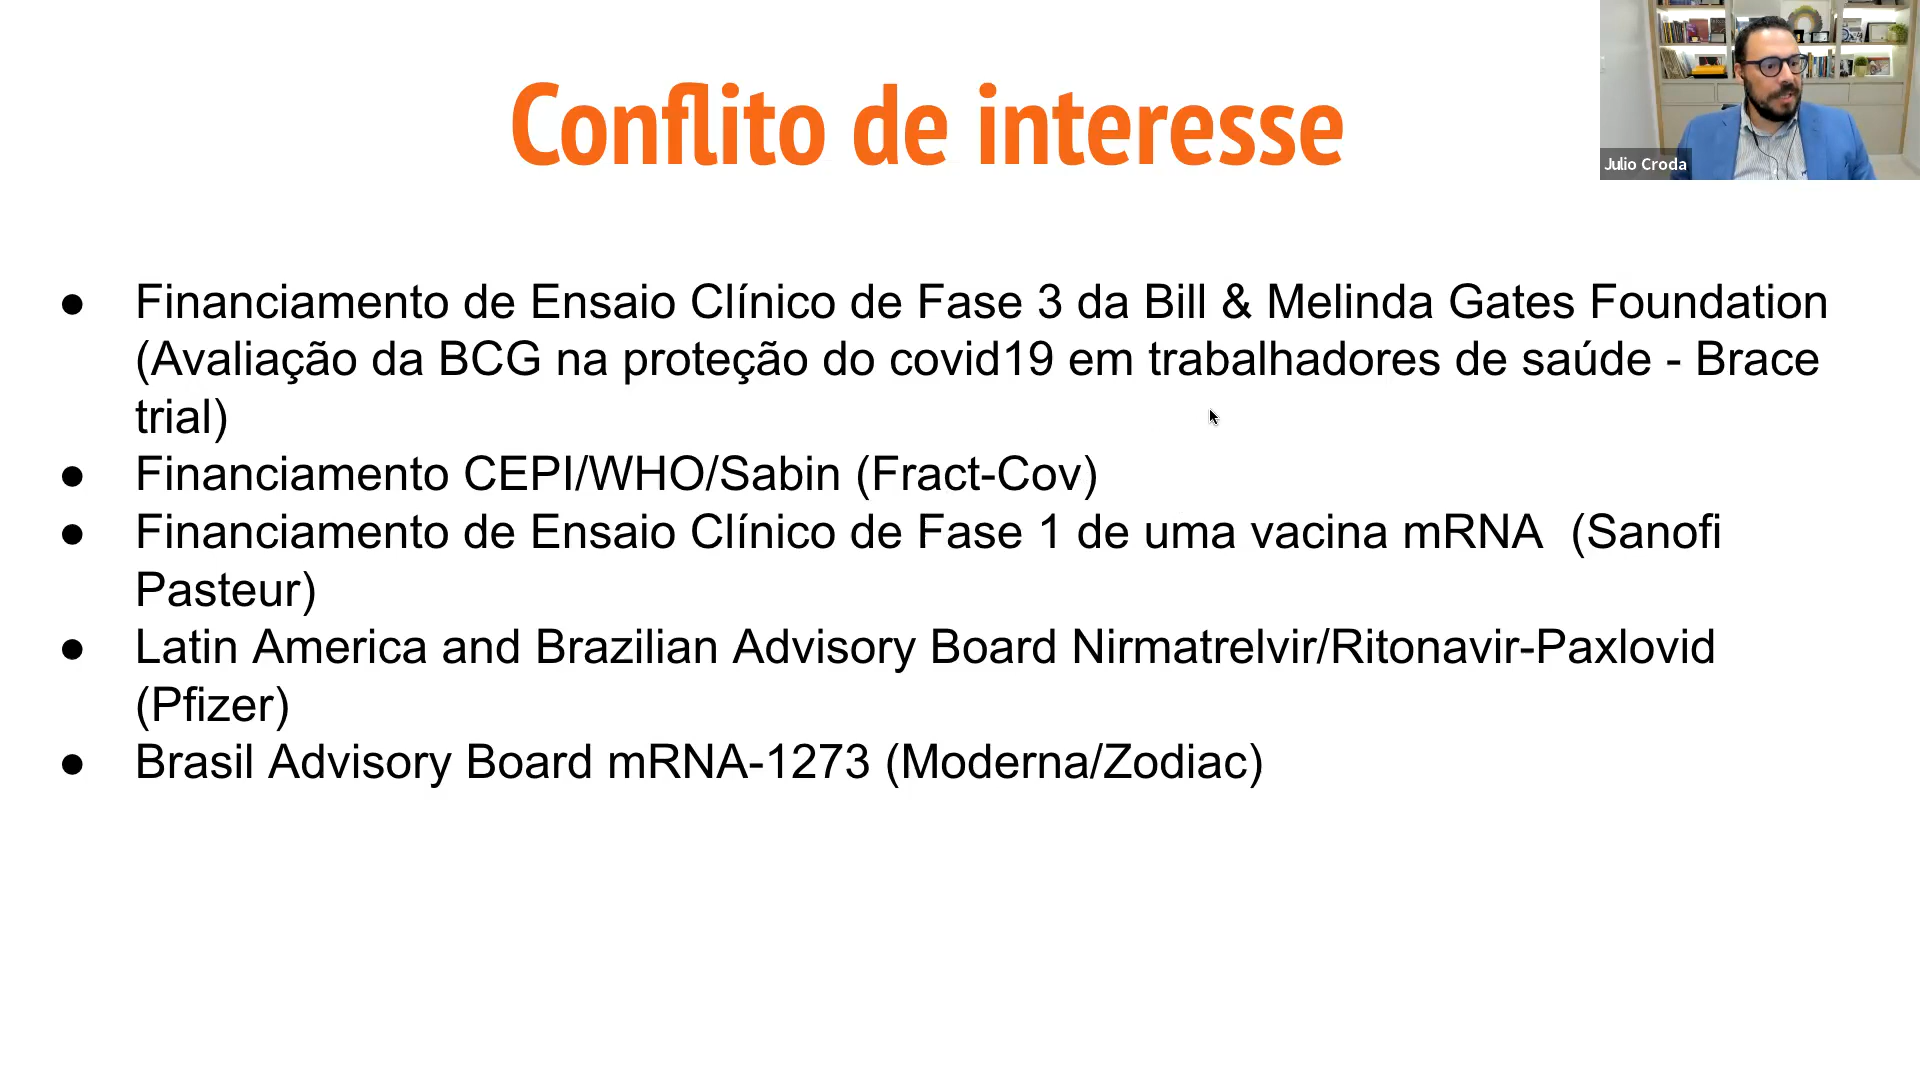 Conflito de interesse
Julio Croda
● Financiamento de Ensaio Clínico de Fase 3 da Bill & Melinda Gates Foundation
(Avaliação da BCG na proteção do covid19 em trabalhadores de saúde - Brace
trial)
● Financiamento CEPI/WHO/Sabin (Fract-Cov)
● Financiamento de Ensaio Clínico de Fase 1 de uma vacina mRNA (Sanofi
Pasteur)
● Latin America and Brazilian Advisory Board Nirmatrelvir/Ritonavir-Paxlovid
(Pfizer)
● Brasil Advisory Board mRNA-1273 (Moderna/Zodiac)